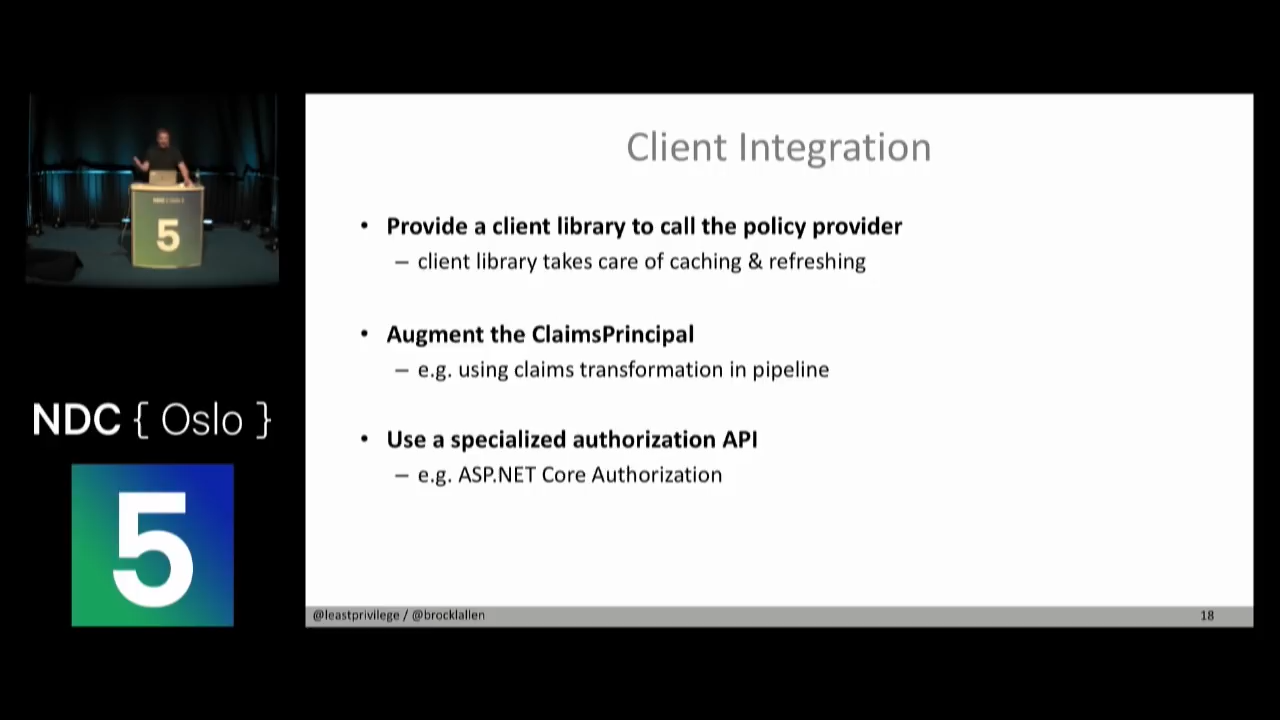 Client Integration
• Provide a client library to call the policy provider
– client library takes care of caching & refreshing
• Augment the ClaimsPrincipal
– e.g. using claims transformation in pipeline
• Use a specialized authorization API
– e.g. ASP.NET Core Authorization
@leastprivilege / @brocklallen
18
5
NDC { Oslo }
5